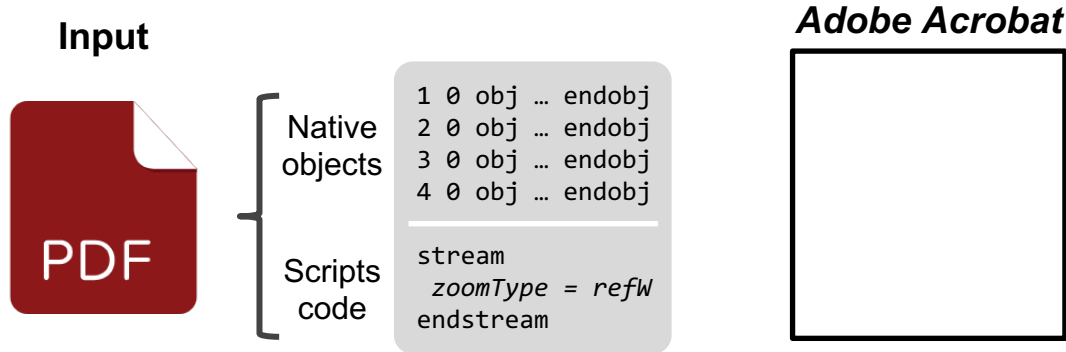 Input
Adobe Acrobat
PDF
Native
objects
1 0 obj … endobj
2 0 obj … endobj
3 0 obj … endobj
4 0 obj … endobj
Scripts
code
stream
zoomType = refW
endstream